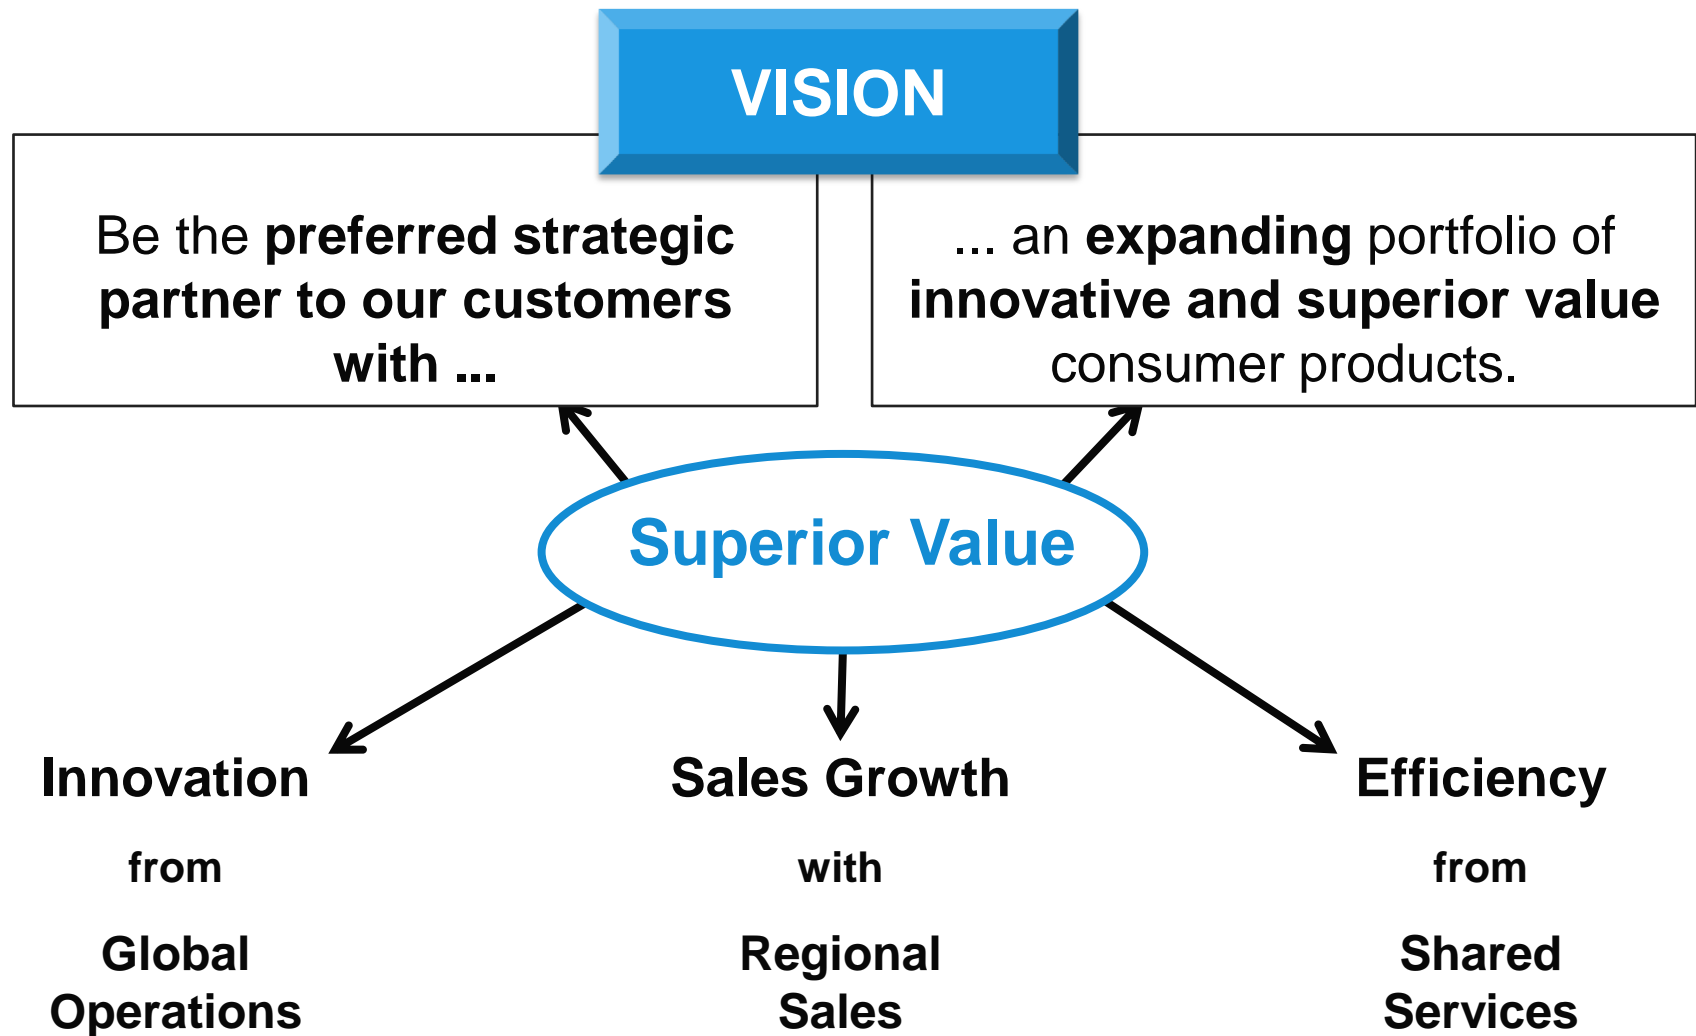 VISION
Be the preferred strategic
partner to our customers
with ...
... an expanding portfolio of
innovative and superior value
consumer products.
Superior Value
Innovation
from
Global
Operations
Sales Growth
with
Regional
Sales
Efficiency
from
Shared
Services